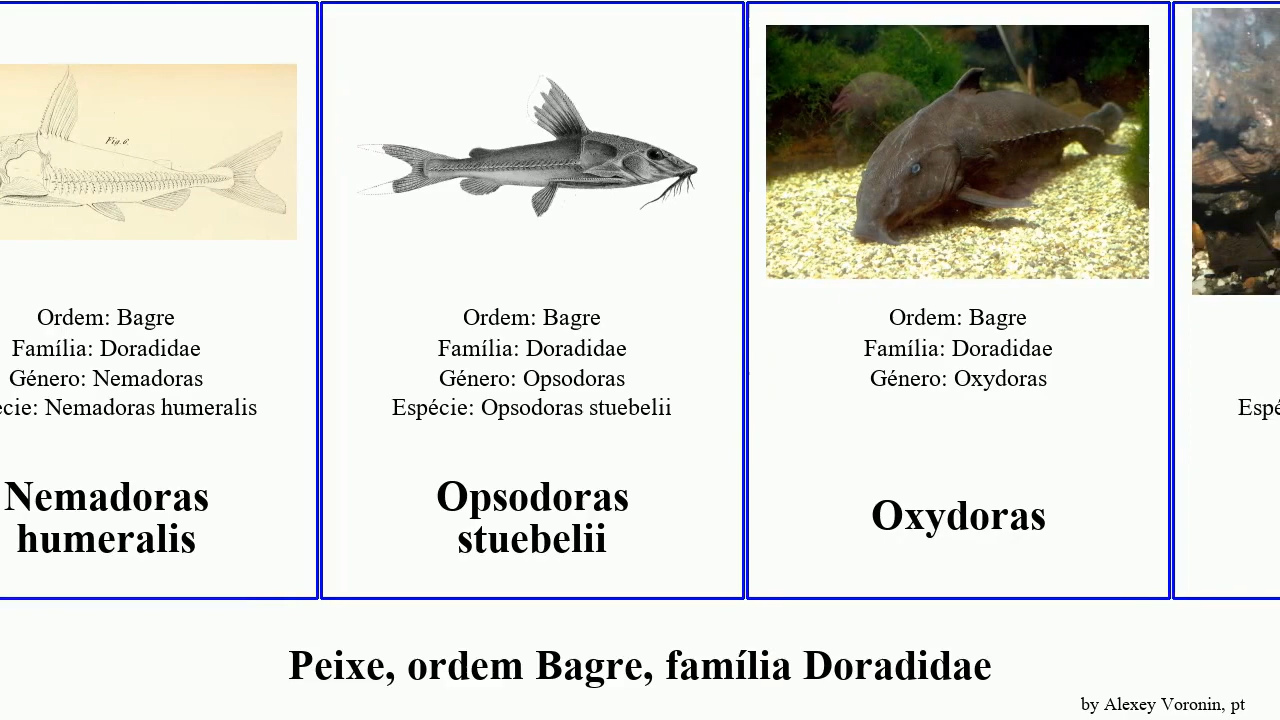 Fig. 6.
Ordem: Bagre
Família: Doradidae
Género: Nemadoras
ecie: Nemadoras humeralis
Nemadoras
humeralis
Ordem: Bagre
Família: Doradidae
Género: Opsodoras
Espécie: Opsodoras stuebelii
Opsodoras
stuebelii
Ordem: Bagre
Família: Doradidae
Género: Oxydoras
Oxydoras
Espé
Peixe, ordem Bagre, família Doradidae
by Alexey Voronin, pt